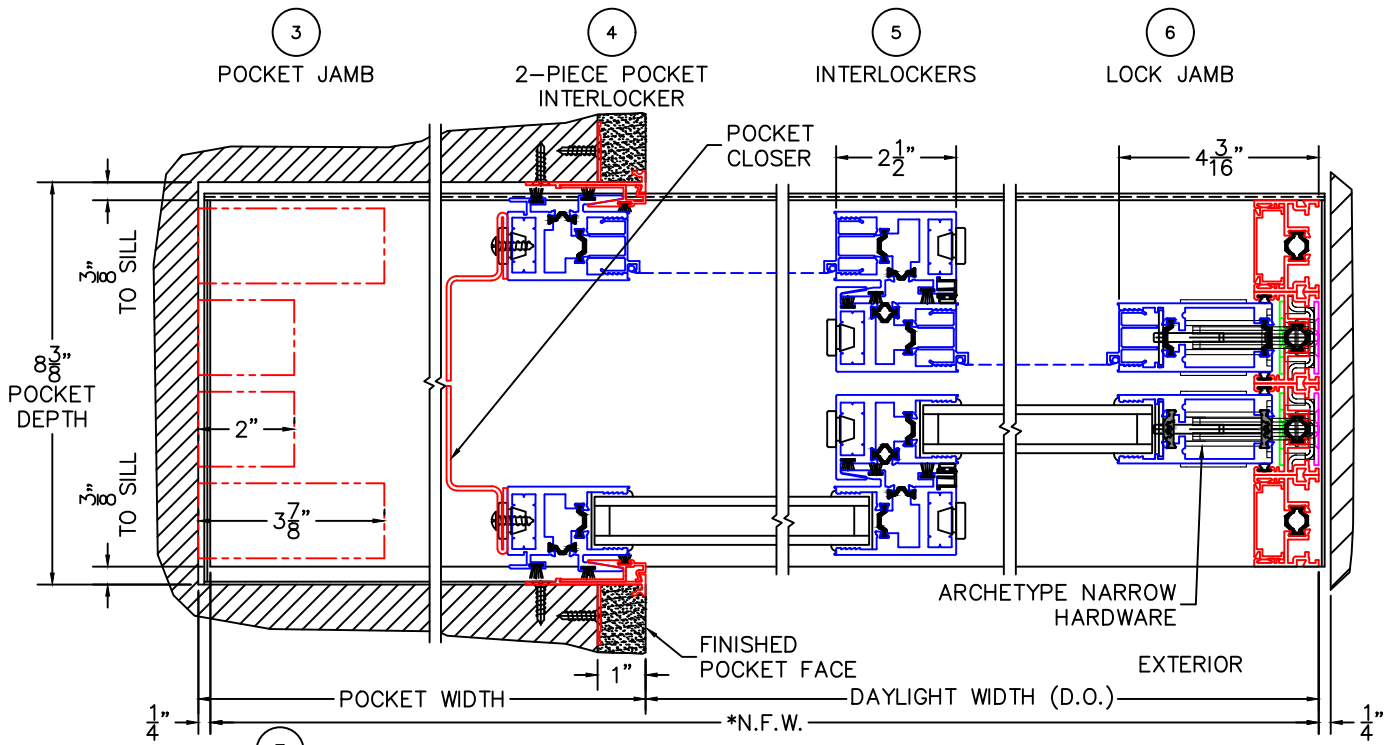 3
POCKET JAMB
4
2-PIECE POCKET
INTERLOCKER
5
INTERLOCKERS
6
LOCK JAMB
POCKET
CLOSER
2 1/2"
4 3/16"
3/8"
TO SILL
8 3/8"
POCKET
DEPTH
2"
3/8"
TO SILL
3 7/8"
ARCHETYPE NARROW
HARDWARE
FINISHED
POCKET FACE
EXTERIOR
1"
POCKET WIDTH
DAYLIGHT WIDTH (D.O.)
1/4"
*N.F.W.
1/4"